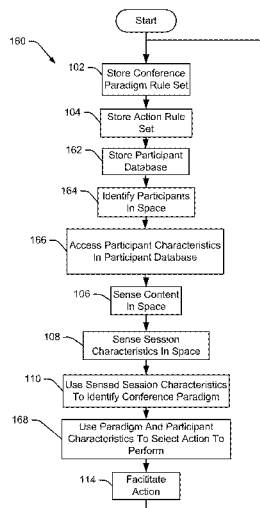 Start
160
102
Store Conference
Paradigm Rule Set
104
Store Action Rule
Set
162
Store Participant
Database
164
Identify Participants
In Space
166
Access Participant Characteristics
In Participant Database
106
Sense Content
In Space
108
Sense Session
Characteristics In Space
110
Use Sensed Session Characteristics
To Identify Conference Paradigm
168
Use Paradigm And Participant
Characteristics To Select Action To
Perform
114
Facilitate
Action